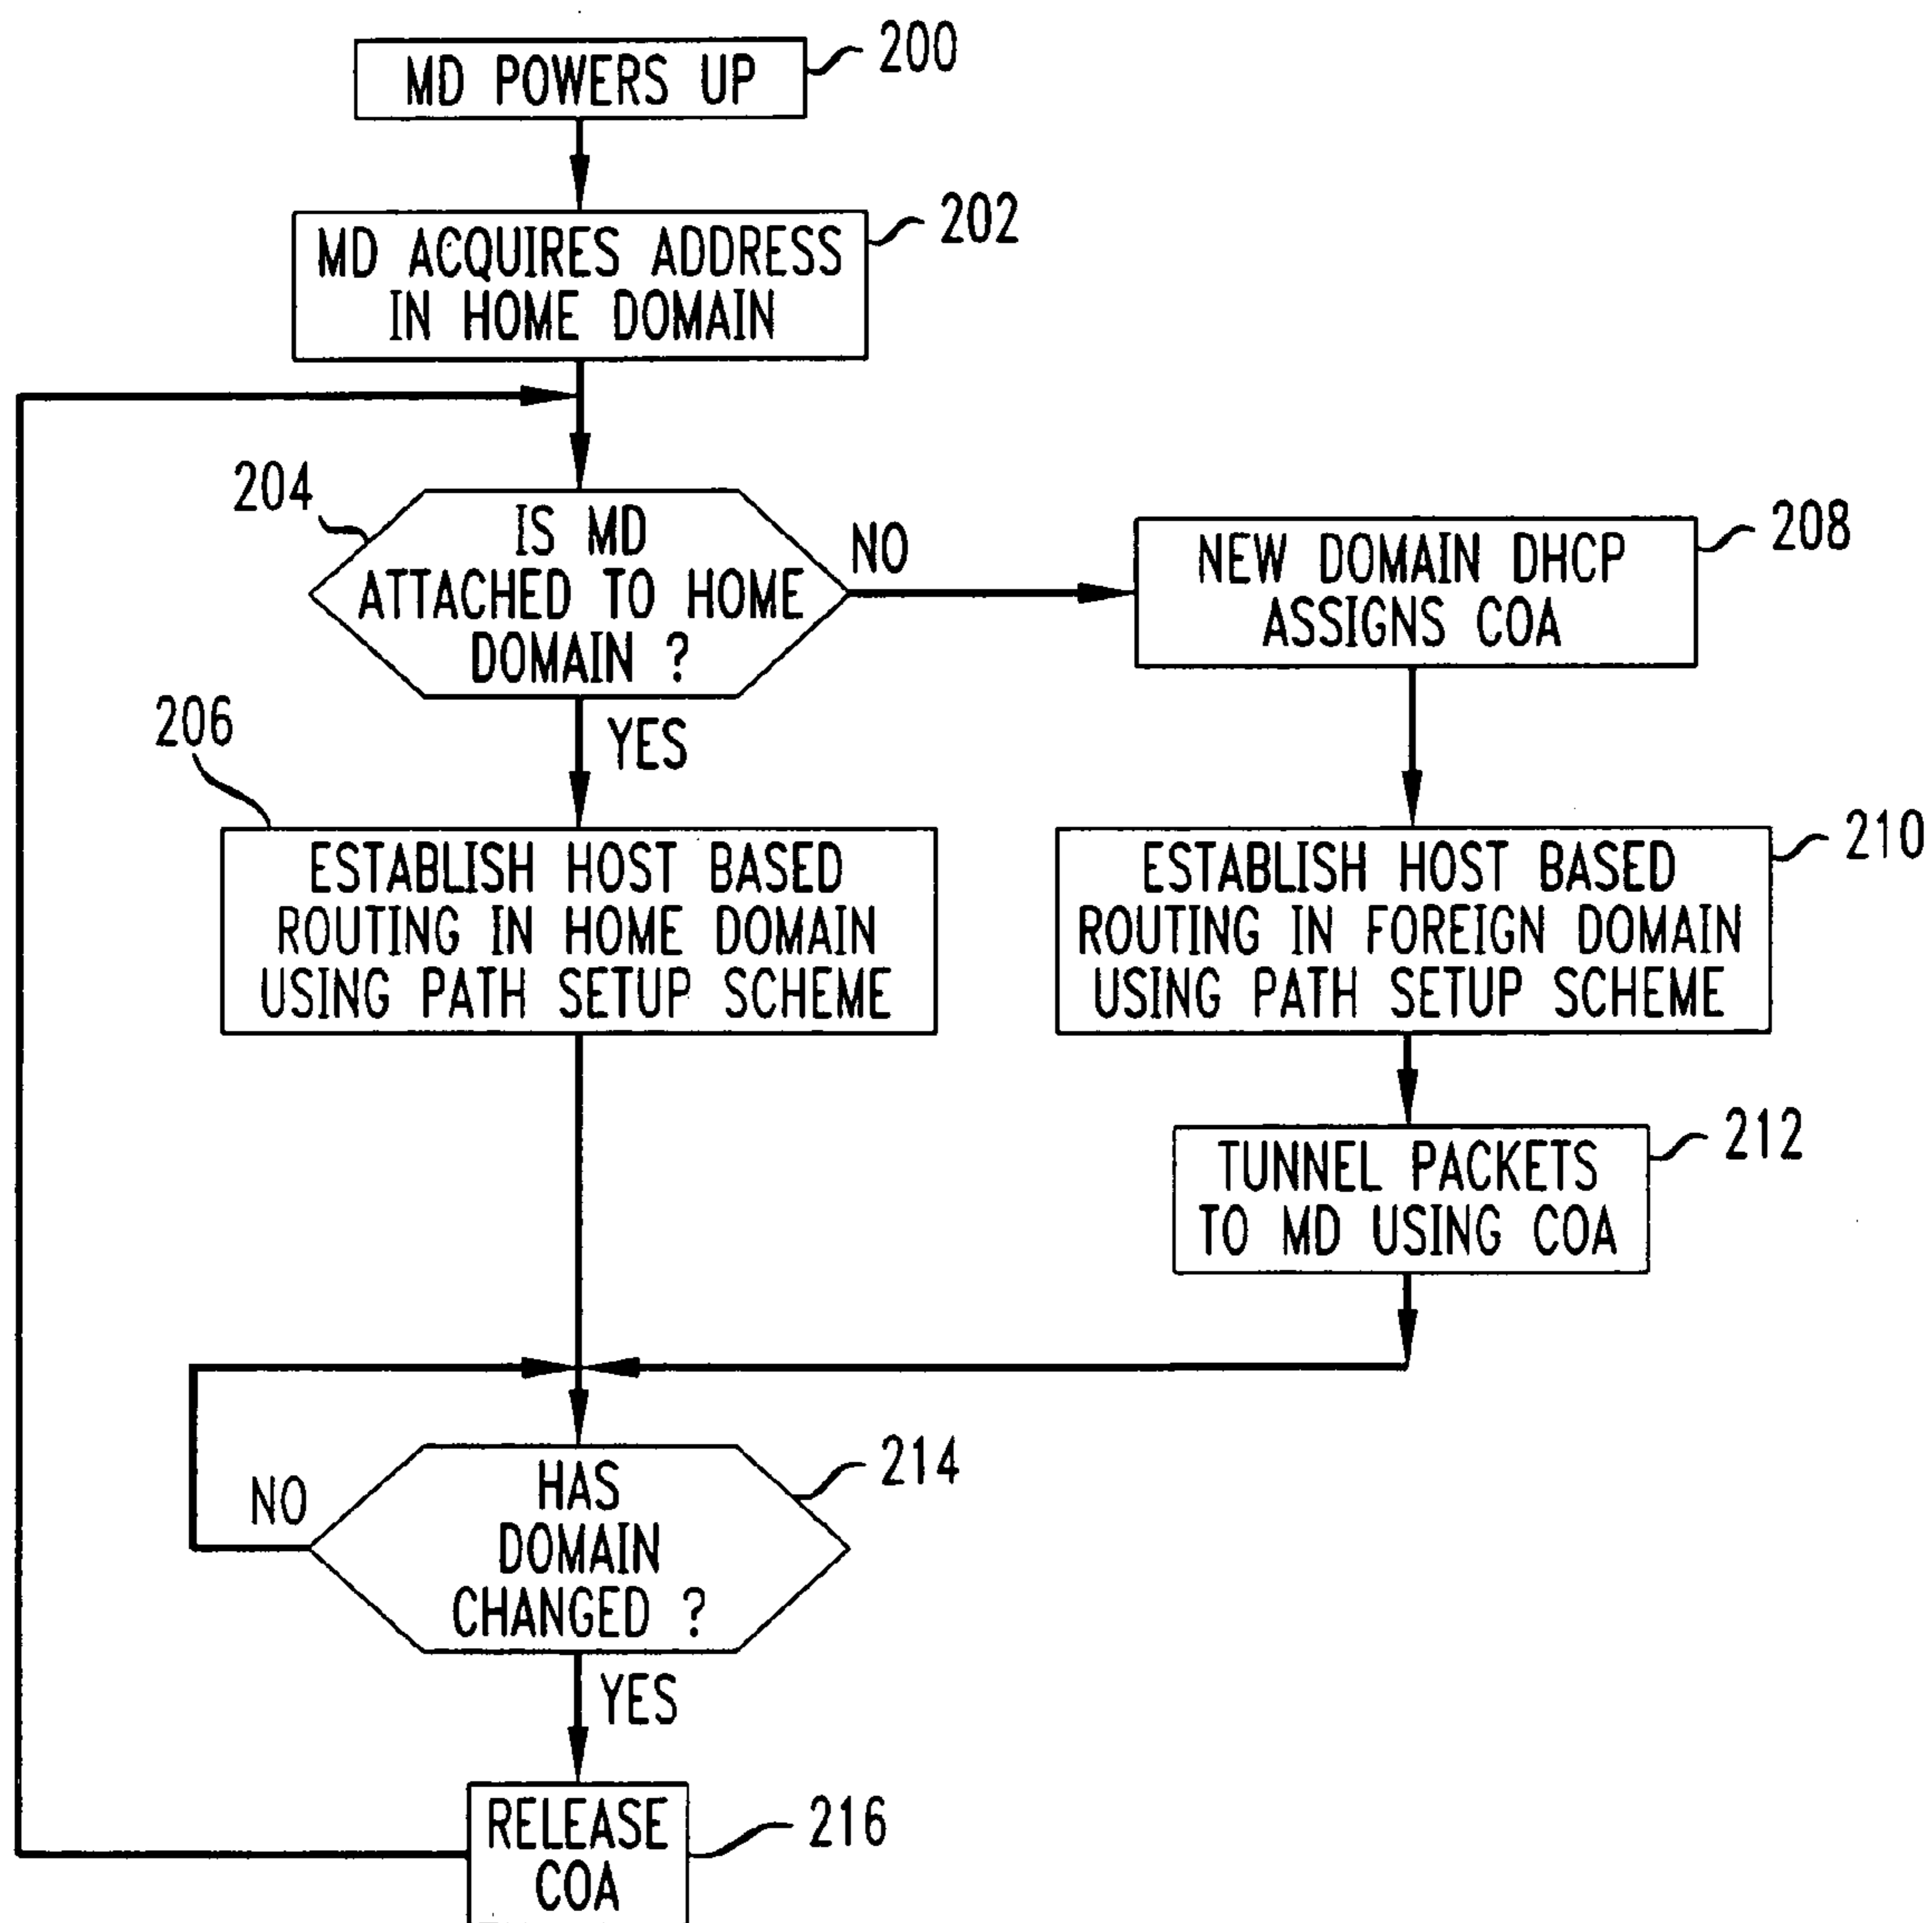 MD POWERS UP
200
MD ACQUIRES ADDRESS
IN HOME DOMAIN
202
204
IS MD
ATTACHED TO HOME
DOMAIN ?
NO
YES
NEW DOMAIN DHCP
ASSIGNS COA
208
206
ESTABLISH HOST BASED
ROUTING IN HOME DOMAIN
USING PATH SETUP SCHEME
ESTABLISH HOST BASED
ROUTING IN FOREIGN DOMAIN
USING PATH SETUP SCHEME
210
TUNNEL PACKETS
TO MD USING COA
212
HAS
DOMAIN
CHANGED ?
214
NO
YES
RELEASE
COA
216